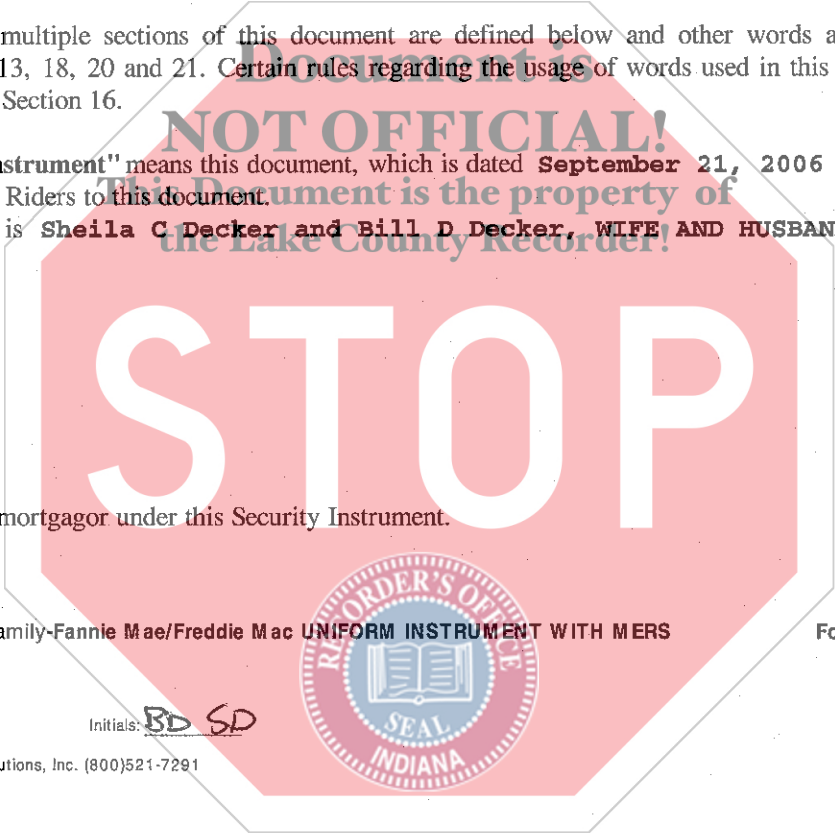 multiple sections of this document are defined below and other words a
13, 18, 20 and 21. Certain rules regarding the usage of words used in this
Section 16.
Document is
NOT OFFICIAL!
This Document is the property of
the Lake County Recorder!
strument" means this document, which is dated September 21, 2006
Riders to this document.
is Sheila C Decker and Bill D Decker, WIFE AND HUSBAN
STOP
mortgagor under this Security Instrument.
amily-Fannie Mae/Freddie Mac UNIFORM INSTRUMENT WITH MERS Fo
RECORDER'S OFFICE
SEAL
INDIANA
Initials: BD SD
utions, Inc. (800)521-7291